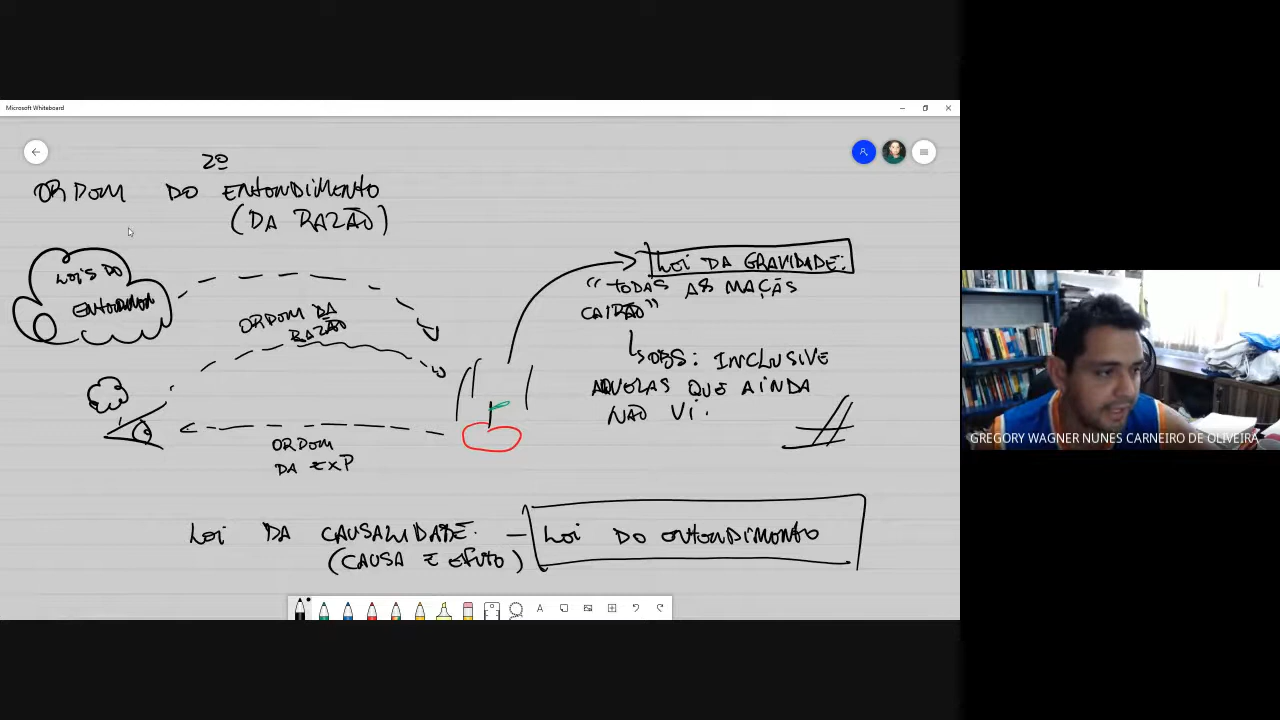 Microsoft Whiteboard
2º
ORDEM DO ENTENDIMENTO
(DA RAZÃO)
LEIS DO
ENTENDIMEN
ORDEM DA
RAZÃO
ORDEM
DA EXP
LEI DA GRAVIDADE:
"TODAS AS MAÇÃS
CAIRÃO"
OBS: INCLUSIVE
AQUELAS QUE AINDA
NÃO VI.
LEI DA CAUSALIDADE. — LEI DO ENTENDIMENTO
(CAUSA E EFEITO)
GREGORY WAGNER NUNES CARNEIRO DE OLIVEIRA
A